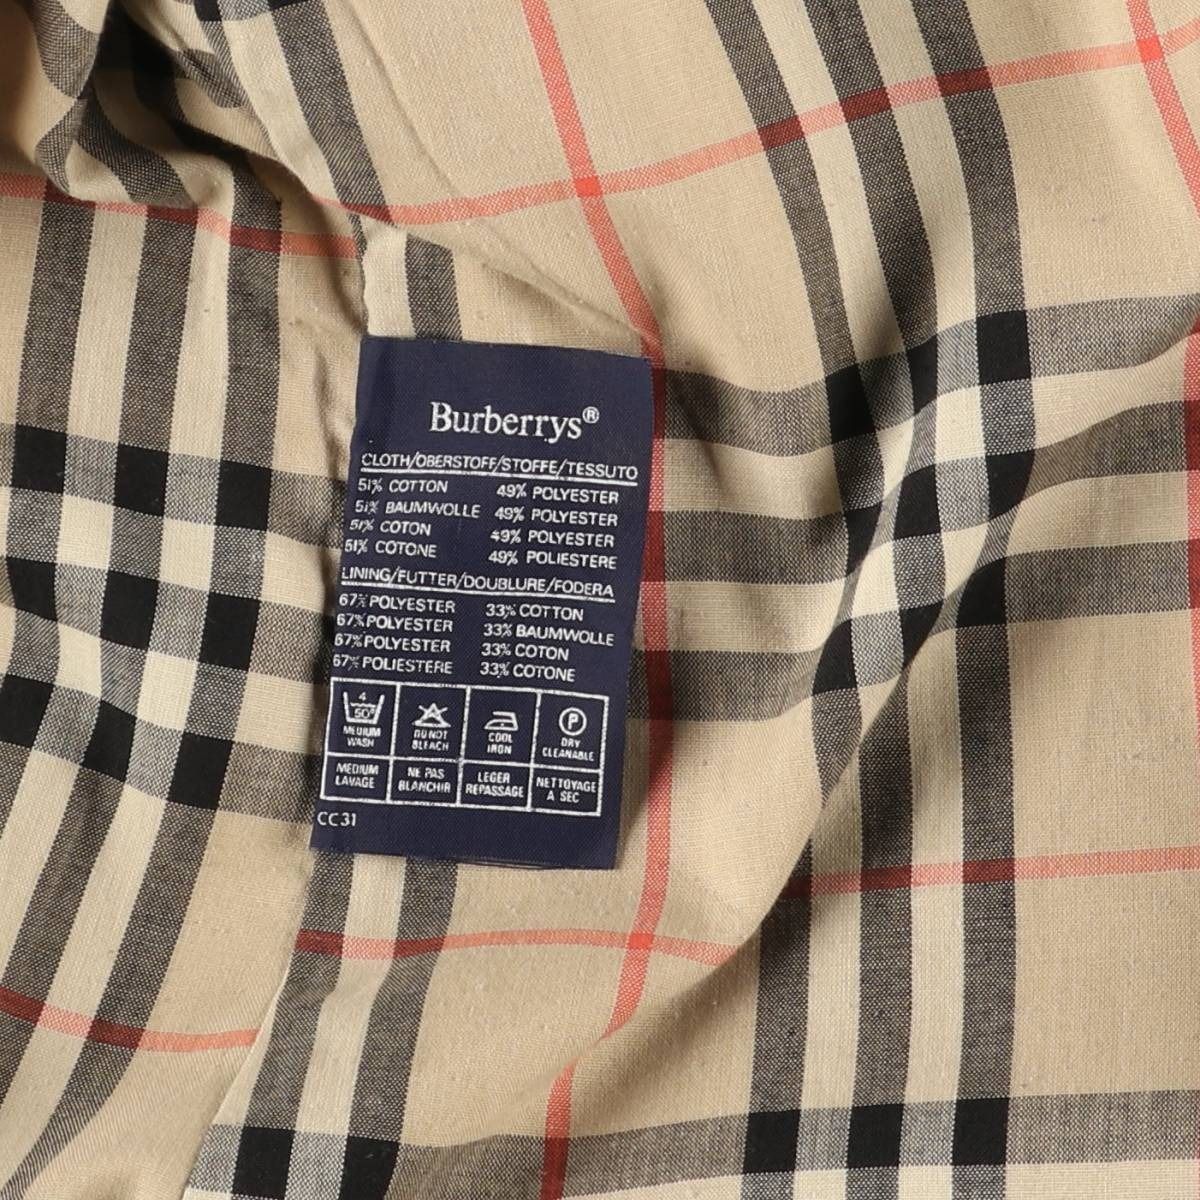 Burberrys®
CLOTH/OBERSTOFF/STOFFE/TESSUTO
51% COTTON 49% POLYESTER
51% BAUMWOLLE 49% POLYESTER
51% COTON 49% POLYESTER
51% COTONE 49% POLIESTERE
LINING/FUTTER/DOUBLURE/FODERA
67% POLYESTER 33% COTTON
67% POLYESTER 33% BAUMWOLLE
67% POLYESTER 33% COTON
67% POLIESTERE 33% COTONE
4
50°
MEDIUM
WASH
DO NOT
BLEACH
COOL
IRON
P
DRY
CLEANABLE
MEDIUM
LAVAGE
NE PAS
BLANCHIR
LEGER
REPASSAGE
NETTOYAGE
A SEC
CC31